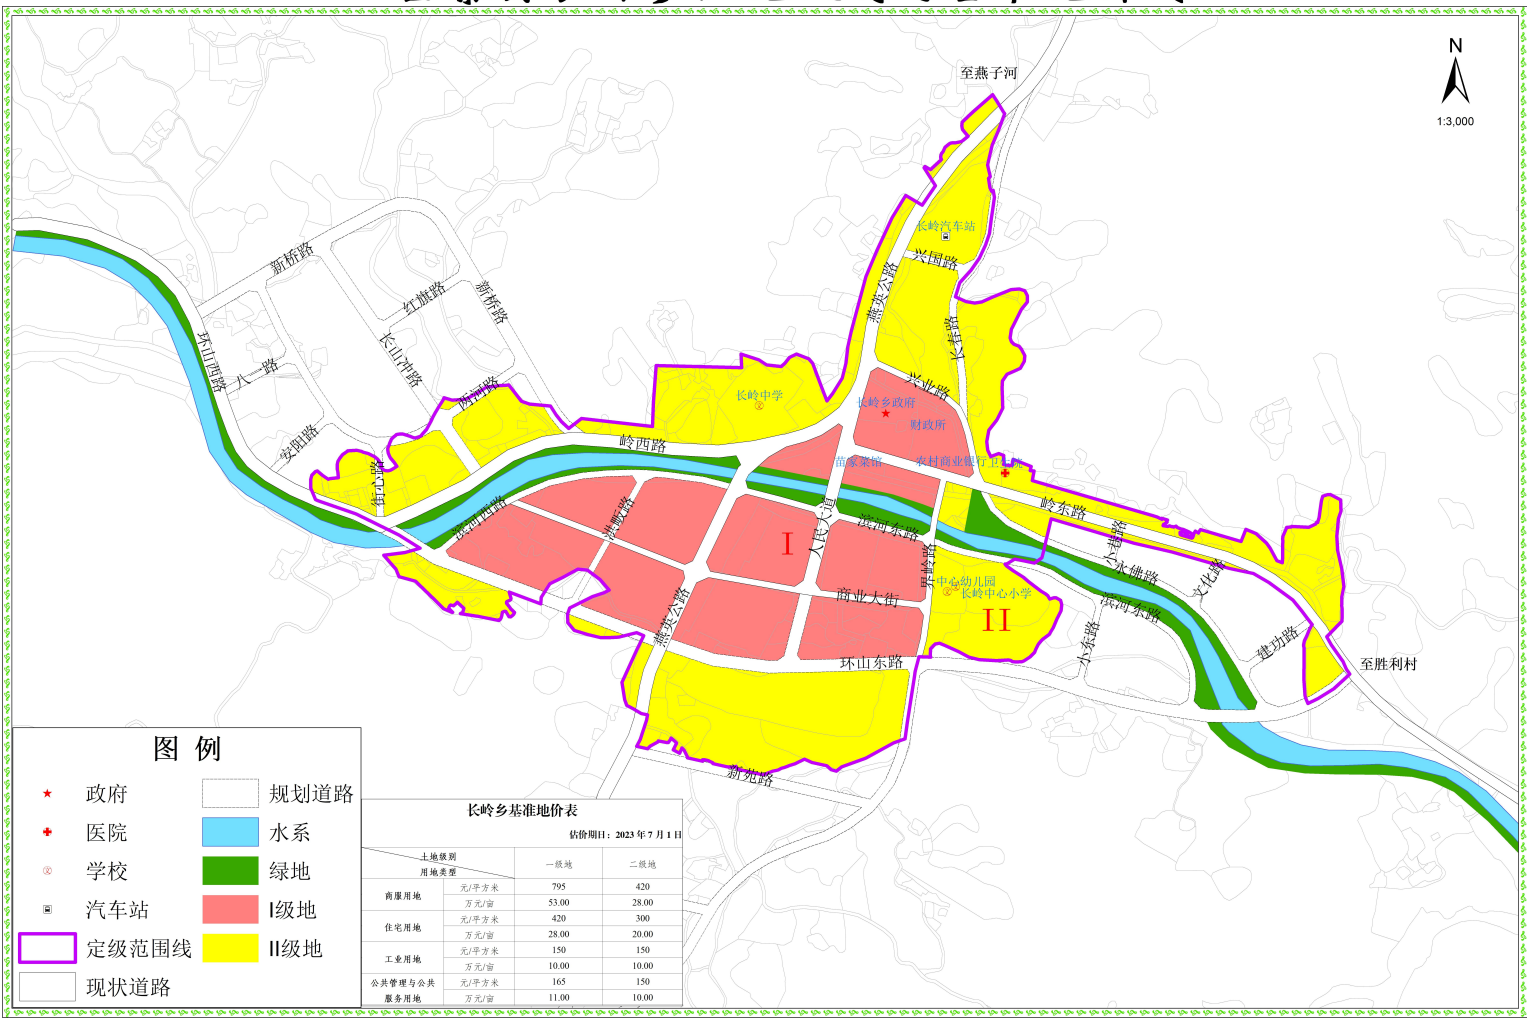 N
1:3,000
至燕子河
长岭汽车站
兴国路
新桥路
红旗路
新桥路
燕英公路
长春路
环山西路
八一路
长山冲路
两河路
长岭中学
兴业路
长岭乡政府
财政所
安阳路
街心路
岭西路
苗家菜馆
农村商业银行
卫生院
滨河西路
洪畈路
人民大道
滨河东路
岭东路
小巷路
水佛路
文化路
I
界岭路
中心幼儿园
长岭中心小学
商业大街
滨河东路
II
燕英公路
环山东路
小东路
建功路
至胜利村
新苑路
图 例
政府
规划道路
医院
水系
学校
绿地
汽车站
I级地
定级范围线
II级地
现状道路
长岭乡基准地价表
估价期日：2023 年 7 月 1 日
土地级别
用地类型
一级地
二级地
商服用地
元/平方米 795 420
万元/亩 53.00 28.00
住宅用地
元/平方米 420 300
万元/亩 28.00 20.00
工业用地
元/平方米 150 150
万元/亩 10.00 10.00
公共管理与公共
服务用地
元/平方米 165 150
万元/亩 11.00 10.00